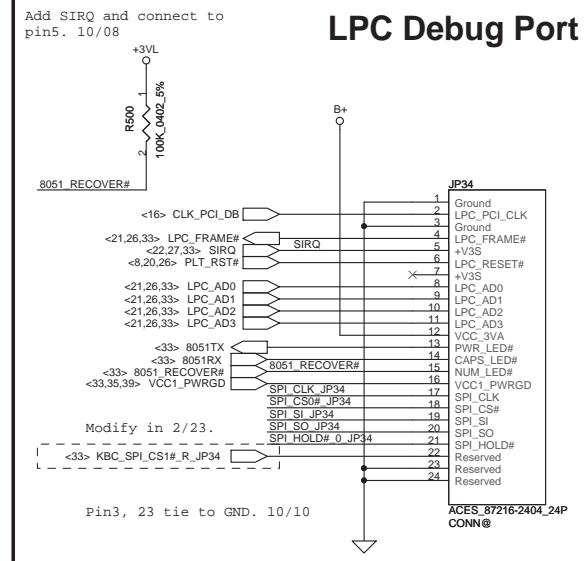 Add SIRQ and connect to
pin5. 10/08
LPC Debug Port
+3VL
1
R500
100K_0402_5%
2
8051_RECOVER#
B+
JP34
<16> CLK_PCI_DB
<21,26,33> LPC_FRAME#
<22,27,33> SIRQ
SIRQ
<8,20,26> PLT_RST#
<21,26,33> LPC_AD0
<21,26,33> LPC_AD1
<21,26,33> LPC_AD2
<21,26,33> LPC_AD3
<33> 8051TX
<33> 8051RX
<33> 8051_RECOVER#
8051_RECOVER#
<33,35,39> VCC1_PWRGD
SPI_CLK_JP34
SPI_CS0#_JP34
SPI_SI_JP34
SPI_SO_JP34
SPI_HOLD#_0_JP34
Modify in 2/23.
<33> KBC_SPI_CS1#_R_JP34
Pin3, 23 tie to GND. 10/10
1 Ground
2 LPC_PCI_CLK
3 Ground
4 LPC_FRAME#
5 +V3S
6 LPC_RESET#
7 +V3S
8 LPC_AD0
9 LPC_AD1
10 LPC_AD2
11 LPC_AD3
12 VCC_3VA
13 PWR_LED#
14 CAPS_LED#
15 NUM_LED#
16 VCC1_PWRGD
17 SPI_CLK
18 SPI_CS#
19 SPI_SI
20 SPI_SO
21 SPI_HOLD#
22 Reserved
23 Reserved
24 Reserved
ACES_87216-2404_24P
CONN@